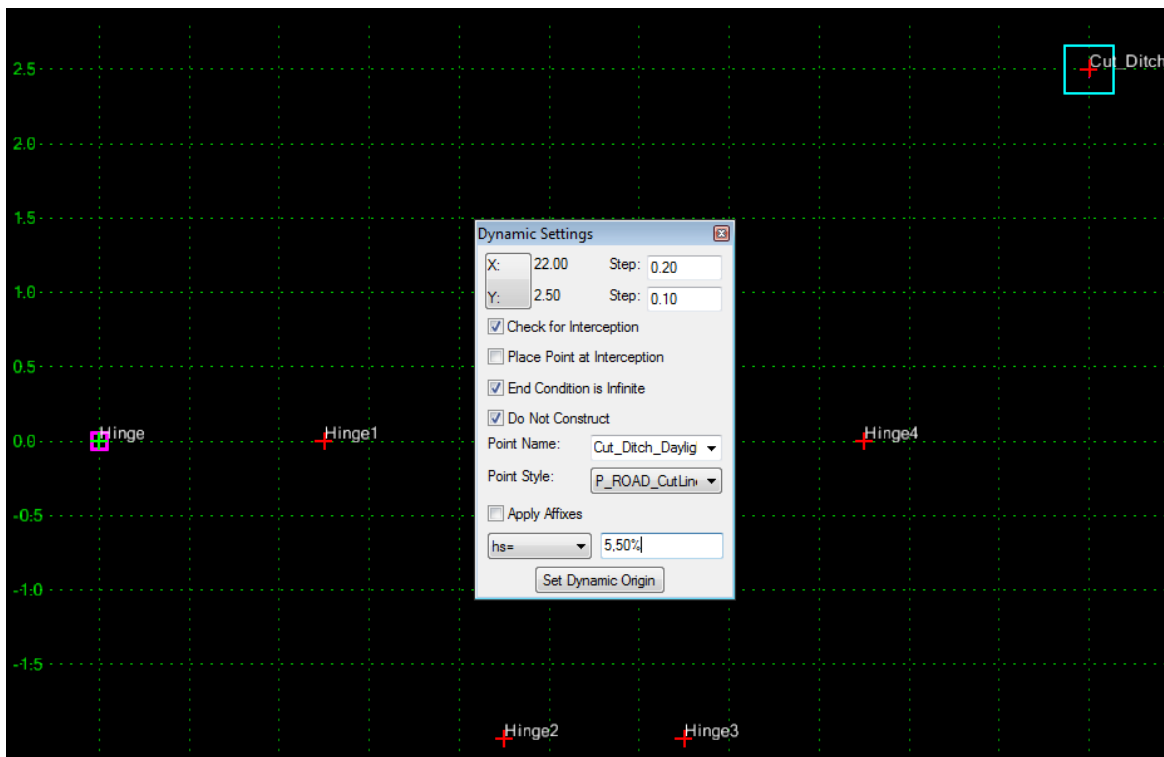 2.5
Cut_Ditch
2.0
1.5
Dynamic Settings
X: 22.00 Step: 0.20
1.0
Y: 2.50 Step: 0.10
Check for Interception
Place Point at Interception
0.5
End Condition is Infinite
Do Not Construct
0.0 Hinge Hinge1 Hinge4
Point Name: Cut_Ditch_Daylig
Point Style: P_ROAD_CutLin
-0.5
Apply Affixes
hs= 5,50%
Set Dynamic Origin
-1.0
-1.5
Hinge2 Hinge3